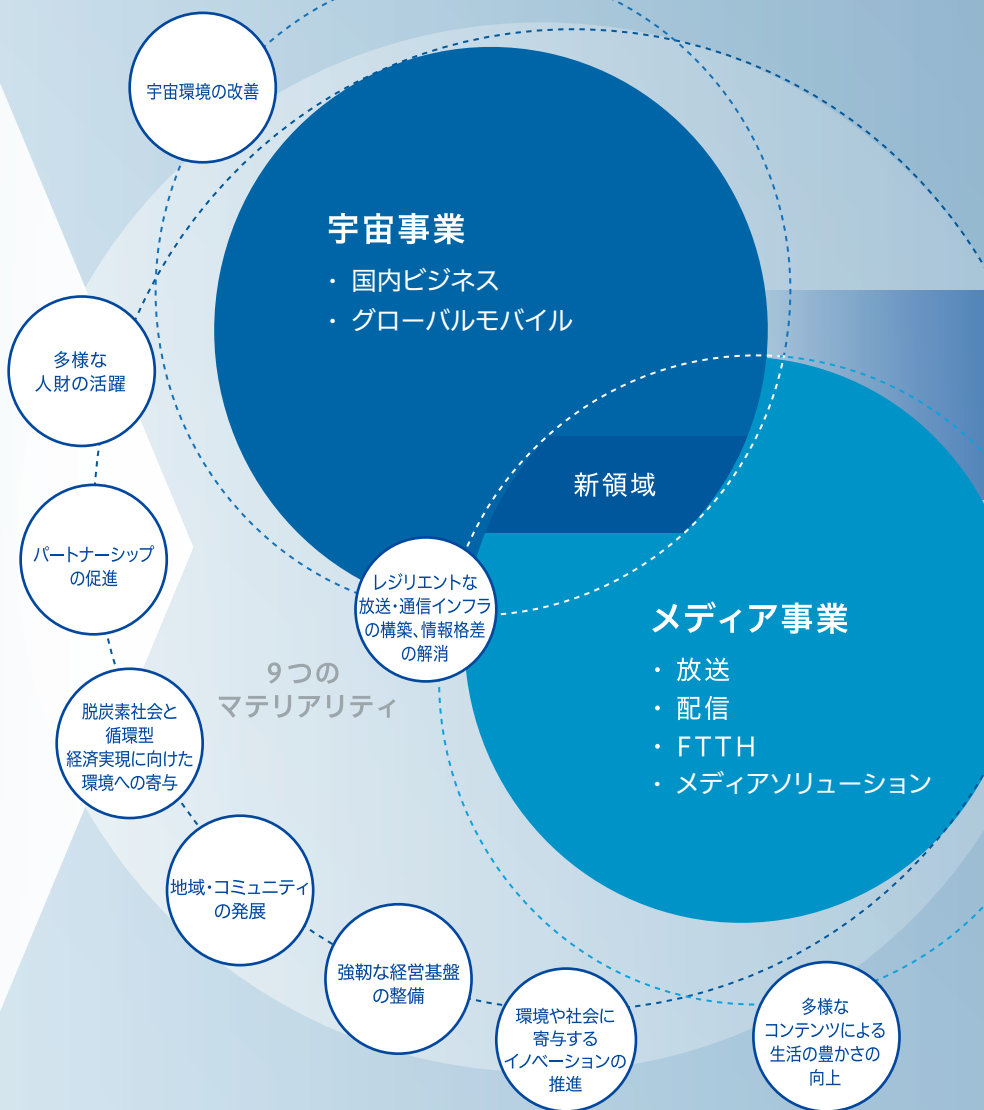 宇宙環境の改善
宇宙事業
・ 国内ビジネス
・ グローバルモバイル
多様な
人財の活躍
新領域
パートナーシップ
の促進
レジリエントな
放送・通信インフラ
の構築、情報格差
の解消
メディア事業
・ 放送
・ 配信
・ FTTH
・ メディアソリューション
9つの
マテリアリティ
脱炭素社会と
循環型
経済実現に向けた
環境への寄与
地域・コミュニティ
の発展
強靭な経営基盤
の整備
環境や社会に
寄与する
イノベーションの
推進
多様な
コンテンツによる
生活の豊かさの
向上